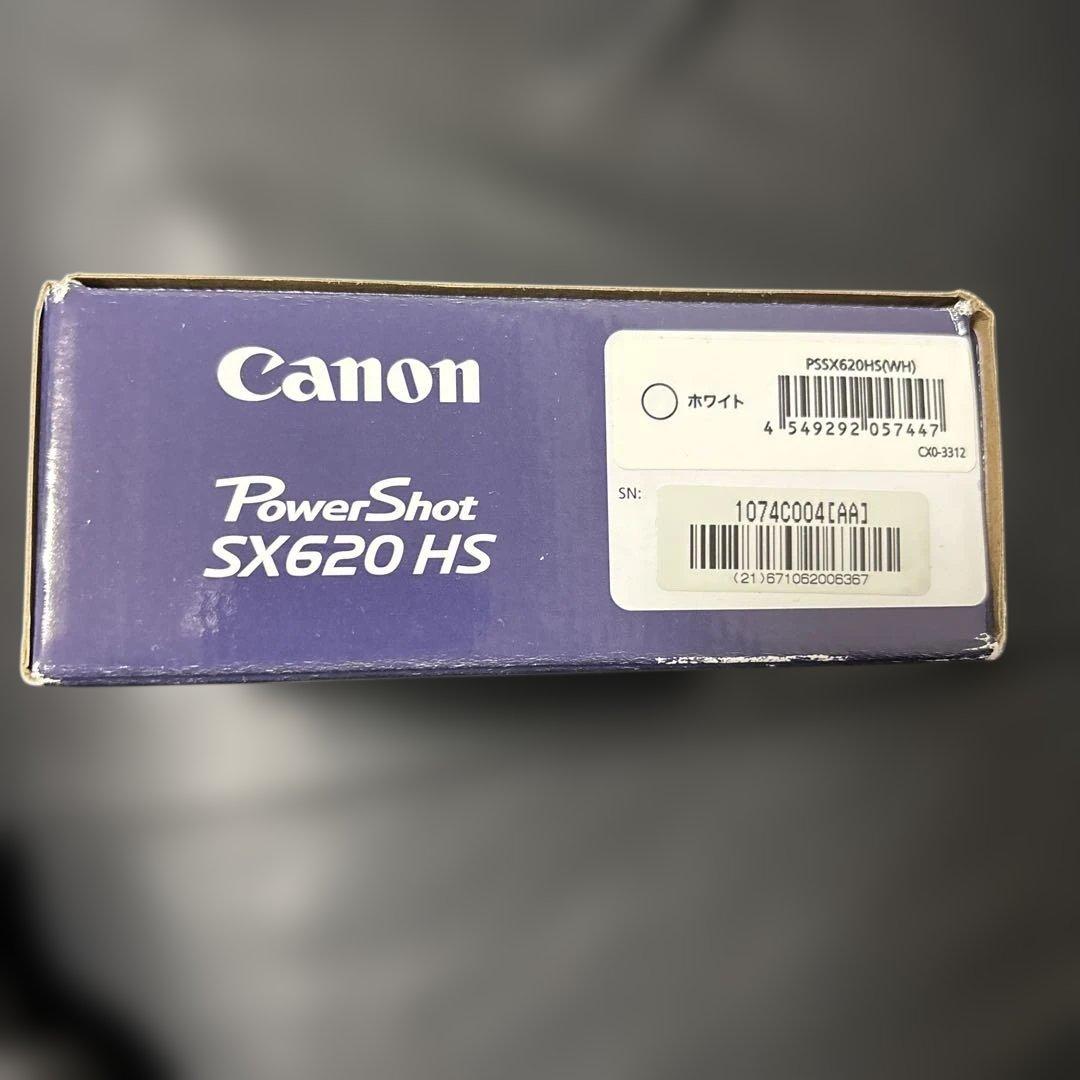 Canon
PowerShot
SX620 HS
PSSX620HS(WH)
ホワイト
4 549292 057447
CX0-3312
SN:
1074C004[AA]
(21)671062006367